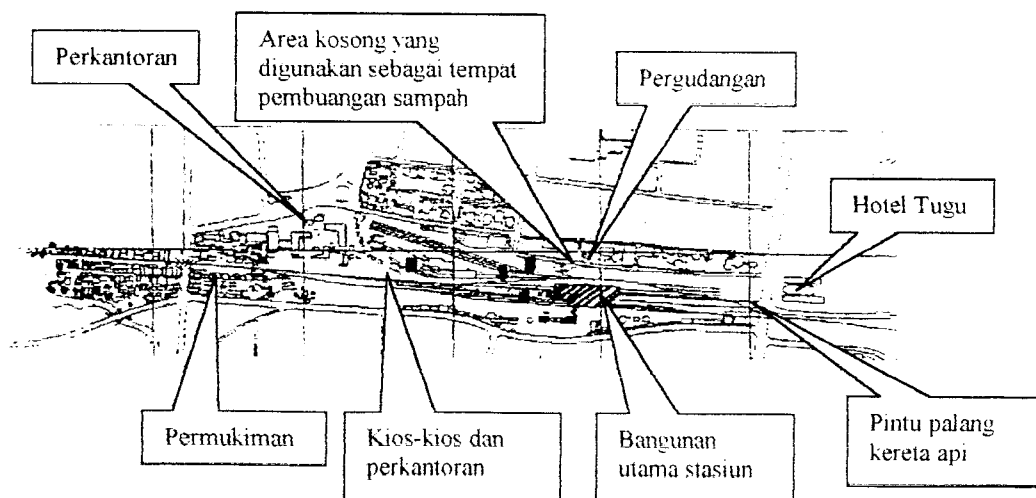 Perkantoran
Area kosong yang
digunakan sebagai tempat
pembuangan sampah
Pergudangan
Hotel Tugu
Permukiman
Kios-kios dan
perkantoran
Bangunan
utama stasiun
Pintu palang
kereta api